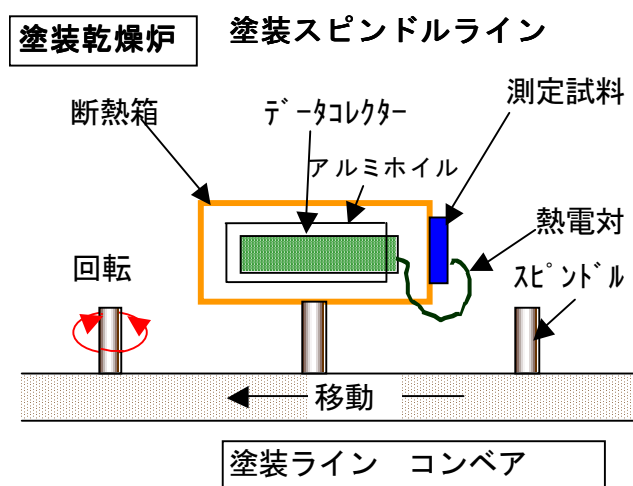 塗装乾燥炉
塗装スピンドルライン
断熱箱
ﾃﾞｰﾀｺﾚｸﾀｰ
測定試料
アルミホイル
熱電対
回転
ｽﾋﾟﾝﾄﾞﾙ
移動
塗装ライン　コンベア